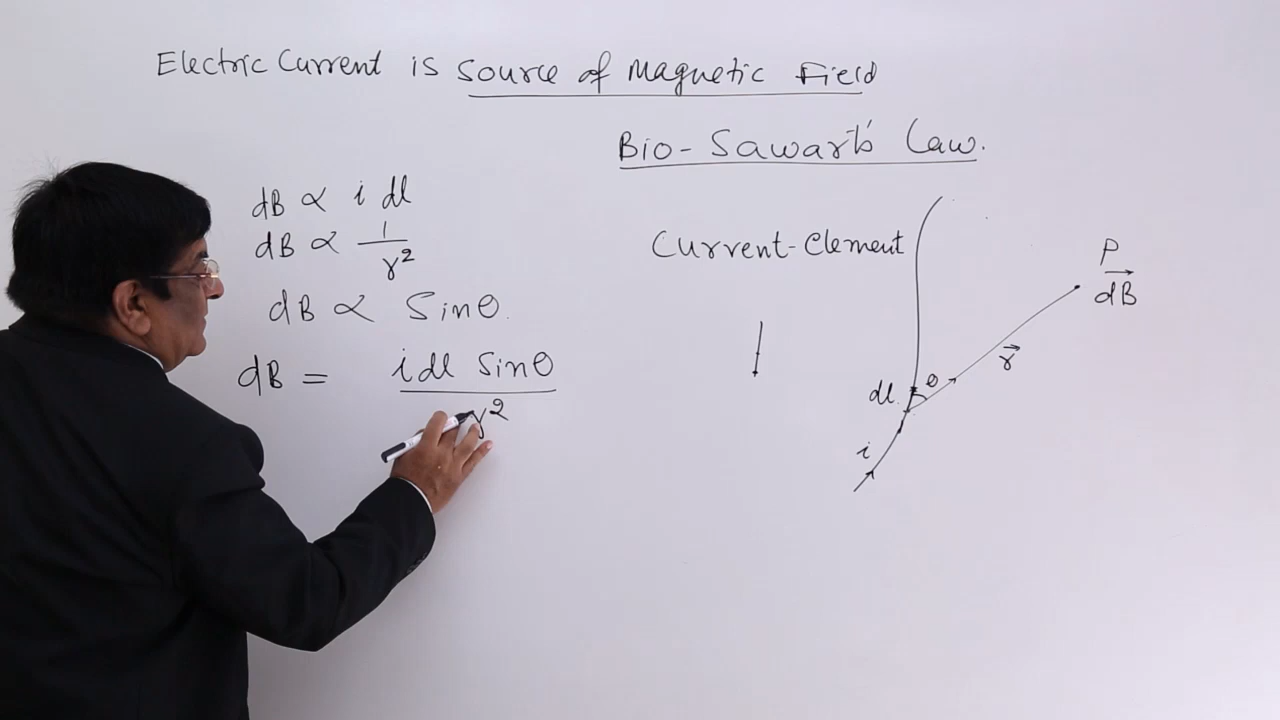 Electric Current is Source of Magnetic Field
Bio-Sawart's Law.
dB ∝ i dl
dB ∝ 1/r²
dB ∝ Sinθ.
dB = i dl Sinθ / r²
Current-Element
P
dB⃗
r⃗
θ
dl
i